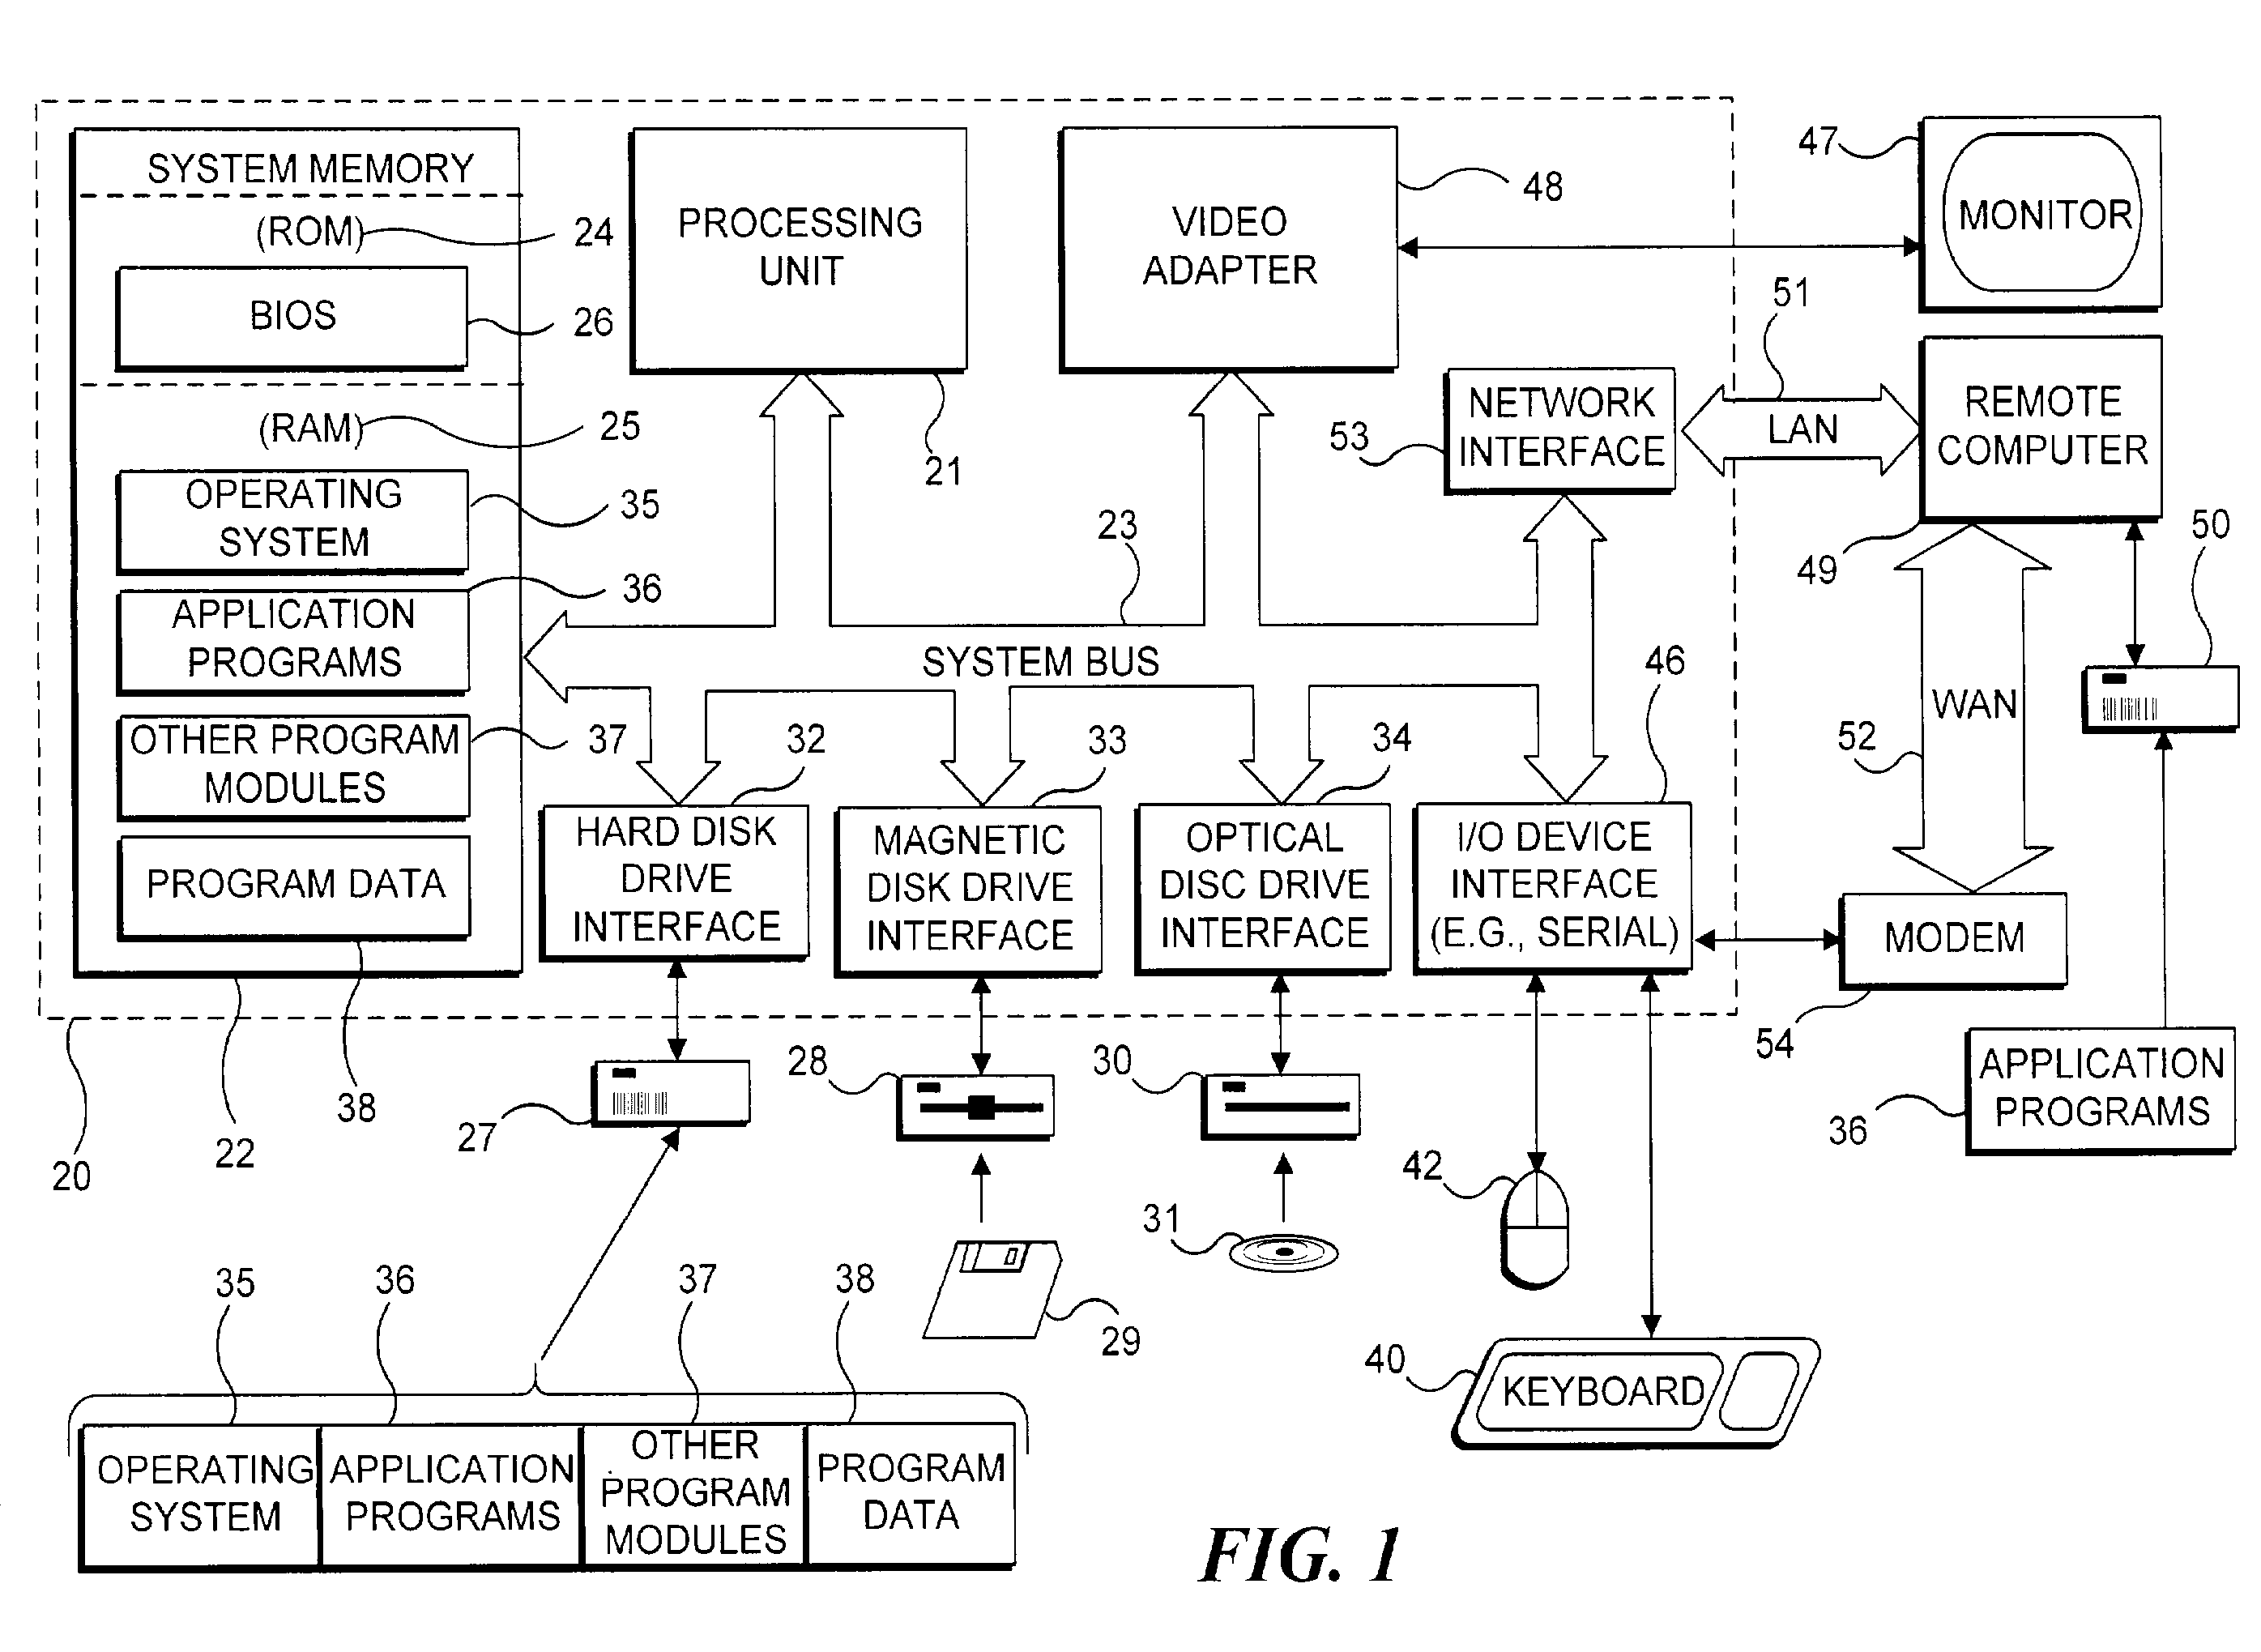 SYSTEM MEMORY
(ROM)
24
BIOS
26
(RAM)
25
OPERATING
SYSTEM
35
APPLICATION
PROGRAMS
36
OTHER PROGRAM
MODULES
37
PROGRAM DATA
38
22
20
PROCESSING
UNIT
21
VIDEO
ADAPTER
48
47
MONITOR
51
NETWORK
INTERFACE
53
LAN
REMOTE
COMPUTER
49
50
23
SYSTEM BUS
46
32
33
34
52
WAN
HARD DISK
DRIVE
INTERFACE
MAGNETIC
DISK DRIVE
INTERFACE
OPTICAL
DISC DRIVE
INTERFACE
I/O DEVICE
INTERFACE
(E.G., SERIAL)
MODEM
54
27
28
30
APPLICATION
PROGRAMS
36
42
31
29
40
KEYBOARD
35
36
37
38
OPERATING
SYSTEM
APPLICATION
PROGRAMS
OTHER
PROGRAM
MODULES
PROGRAM
DATA
FIG. 1